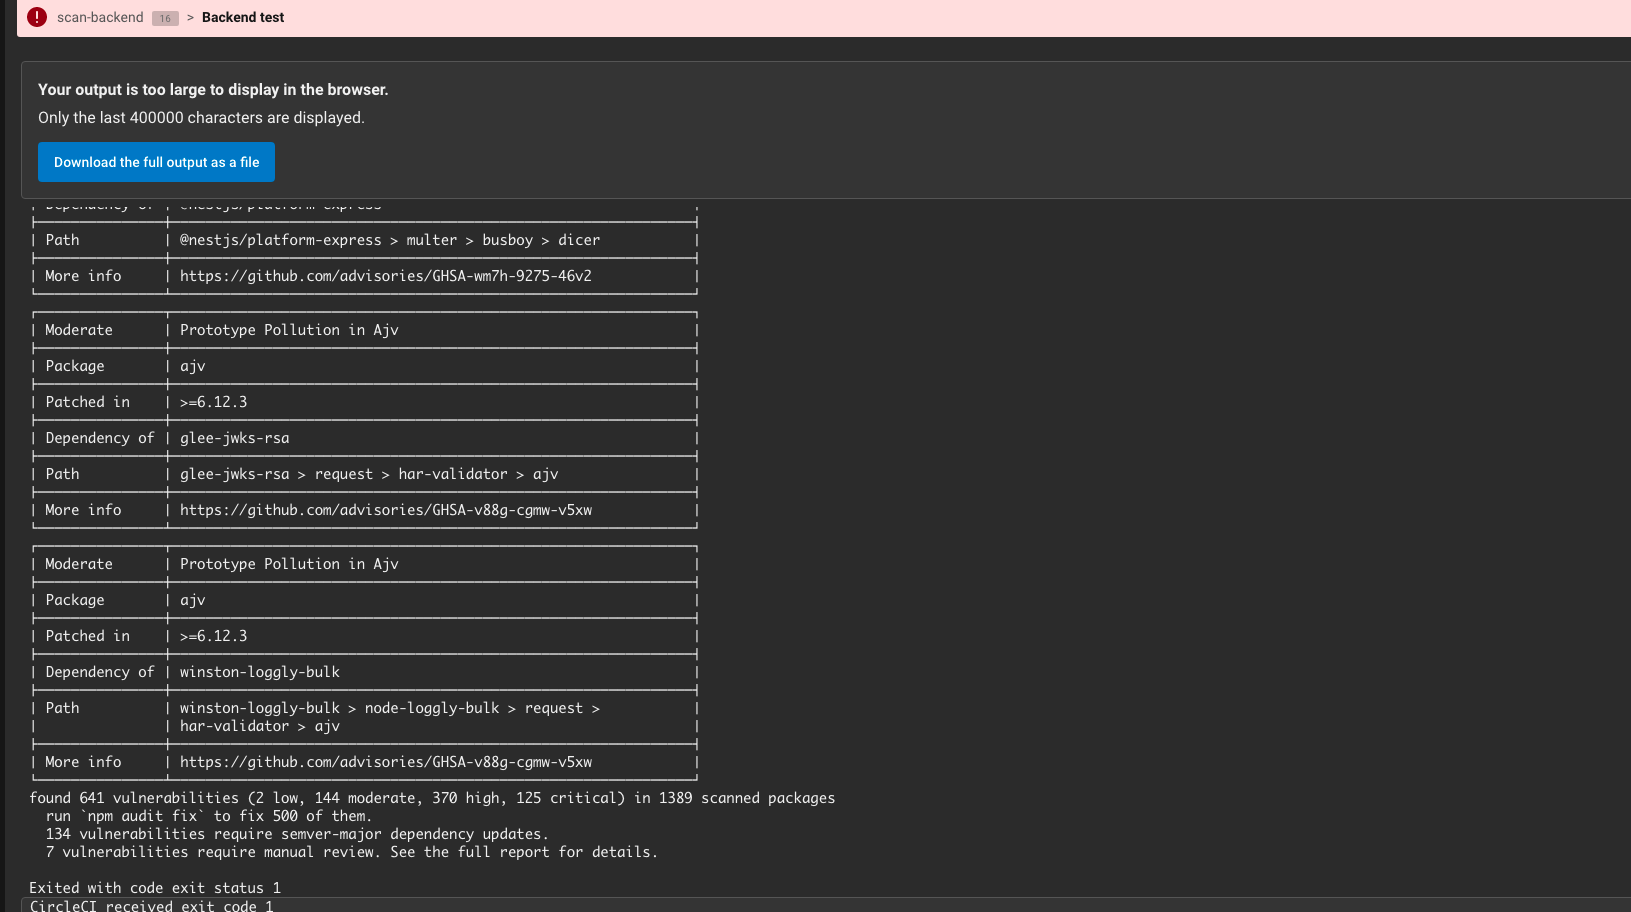 scan-backend 16 > Backend test
Your output is too large to display in the browser.
Only the last 400000 characters are displayed.
Download the full output as a file
| Dependency of | @nestjs/platform-express |
| Path | @nestjs/platform-express > multer > busboy > dicer |
| More info | https://github.com/advisories/GHSA-wm7h-9275-46v2 |
| Moderate | Prototype Pollution in Ajv |
| Package | ajv |
| Patched in | >=6.12.3 |
| Dependency of | glee-jwks-rsa |
| Path | glee-jwks-rsa > request > har-validator > ajv |
| More info | https://github.com/advisories/GHSA-v88g-cgmw-v5xw |
| Moderate | Prototype Pollution in Ajv |
| Package | ajv |
| Patched in | >=6.12.3 |
| Dependency of | winston-loggly-bulk |
| Path | winston-loggly-bulk > node-loggly-bulk > request > |
| | har-validator > ajv |
| More info | https://github.com/advisories/GHSA-v88g-cgmw-v5xw |
found 641 vulnerabilities (2 low, 144 moderate, 370 high, 125 critical) in 1389 scanned packages
run `npm audit fix` to fix 500 of them.
134 vulnerabilities require semver-major dependency updates.
7 vulnerabilities require manual review. See the full report for details.
Exited with code exit status 1
CircleCI received exit code 1